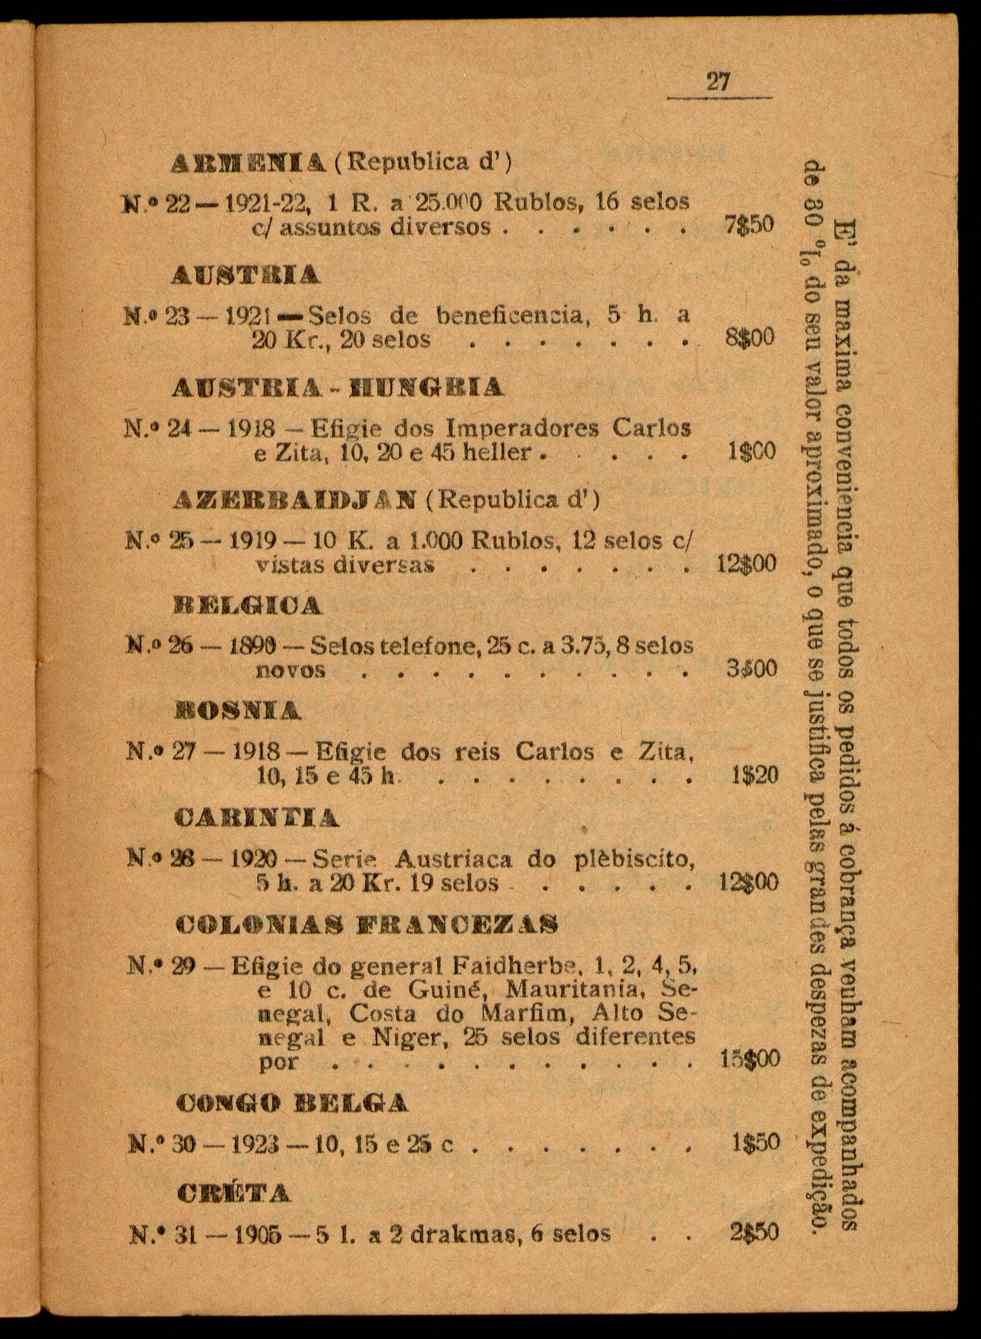 27
ARMENIA (Republica d')
N.º 22 — 1921-22, 1 R. a 25.000 Rublos, 16 selos
c/ assuntos diversos . . . . . . 7$50
AUSTRIA
N.º 23 — 1921 — Selos de beneficencia, 5 h. a
20 Kr., 20 selos . . . . . . . 8$00
AUSTRIA - HUNGRIA
N.º 24 — 1918 — Efigie dos Imperadores Carlos
e Zita, 10, 20 e 45 heller . . . . . 1$00
AZERBAIDJAN (Republica d')
N.º 25 — 1919 — 10 K. a 1.000 Rublos, 12 selos c/
vistas diversas . . . . . . . 12$00
BELGICA
N.º 26 — 1890 — Selos telefone, 25 c. a 3.75, 8 selos
novos . . . . . . . . . . 3$00
BOSNIA
N.º 27 — 1918 — Efigie dos reis Carlos e Zita,
10, 15 e 45 h. . . . . . . . . 1$20
CARINTIA
N.º 28 — 1920 — Serie Austriaca do plèbiscito,
5 h. a 20 Kr. 19 selos . . . . . . 12$00
COLONIAS FRANCEZAS
N.º 29 — Efigie do general Faidherbe, 1, 2, 4, 5,
e 10 c. de Guiné, Mauritania, Se-
negal, Costa do Marfim, Alto Se-
negal e Niger, 25 selos diferentes
por . . . . . . . . . . . 15$00
CONGO BELGA
N.º 30 — 1923 — 10, 15 e 25 c . . . . . . . 1$50
CRÉTA
N.º 31 — 1905 — 5 l. a 2 drakmas, 6 selos . . 2$50
E' da maxima conveniencia que todos os pedidos á cobrança venham acompanhados
de 30 % do seu valor aproximado, o que se justifica pelas grandes despezas de expedição.